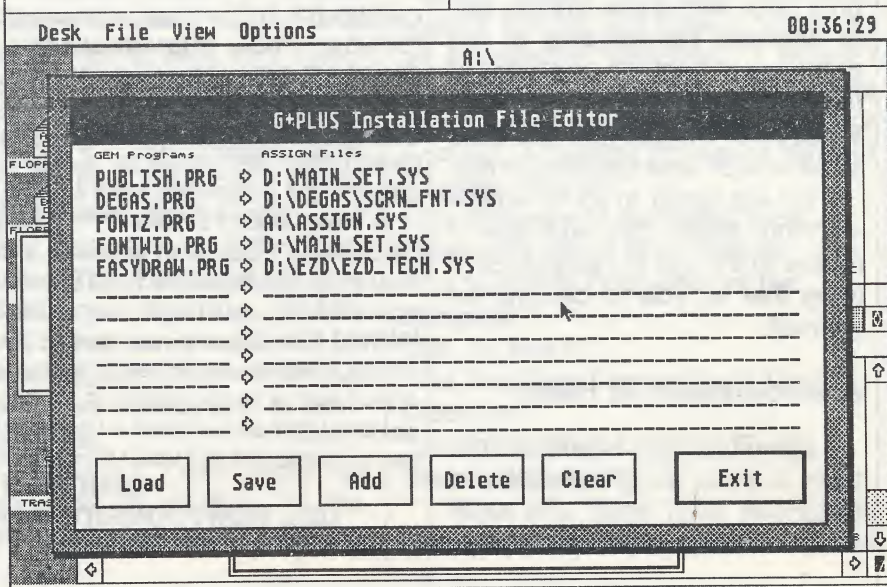 Desk File View Options 00:36:29
A:\
G+PLUS Installation File Editor
GEM Programs ASSIGN Files
PUBLISH.PRG ⇨ D:\MAIN_SET.SYS
DEGAS.PRG ⇨ D:\DEGAS\SCRN_FNT.SYS
FONTZ.PRG ⇨ A:\ASSIGN.SYS
FONTWID.PRG ⇨ D:\MAIN_SET.SYS
EASYDRAW.PRG ⇨ D:\EZD\EZD_TECH.SYS
Load Save Add Delete Clear Exit